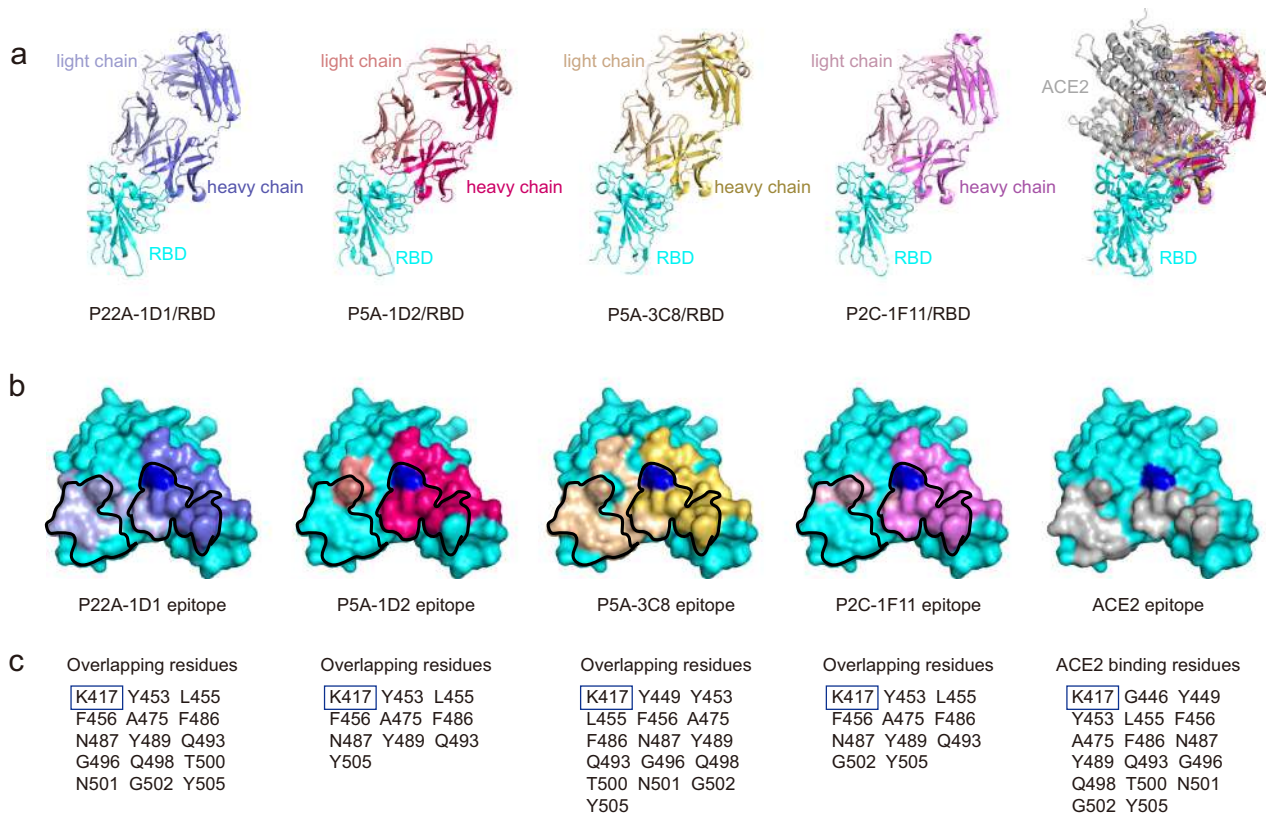 a
light chain
light chain
light chain
light chain
ACE2
heavy chain
heavy chain
heavy chain
heavy chain
RBD
RBD
RBD
RBD
RBD
P22A-1D1/RBD
P5A-1D2/RBD
P5A-3C8/RBD
P2C-1F11/RBD
b
P22A-1D1 epitope
P5A-1D2 epitope
P5A-3C8 epitope
P2C-1F11 epitope
ACE2 epitope
c
Overlapping residues
K417 Y453 L455
F456 A475 F486
N487 Y489 Q493
G496 Q498 T500
N501 G502 Y505
Overlapping residues
K417 Y453 L455
F456 A475 F486
N487 Y489 Q493
Y505
Overlapping residues
K417 Y449 Y453
L455 F456 A475
F486 N487 Y489
Q493 G496 Q498
T500 N501 G502
Y505
Overlapping residues
K417 Y453 L455
F456 A475 F486
N487 Y489 Q493
G502 Y505
ACE2 binding residues
K417 G446 Y449
Y453 L455 F456
A475 F486 N487
Y489 Q493 G496
Q498 T500 N501
G502 Y505